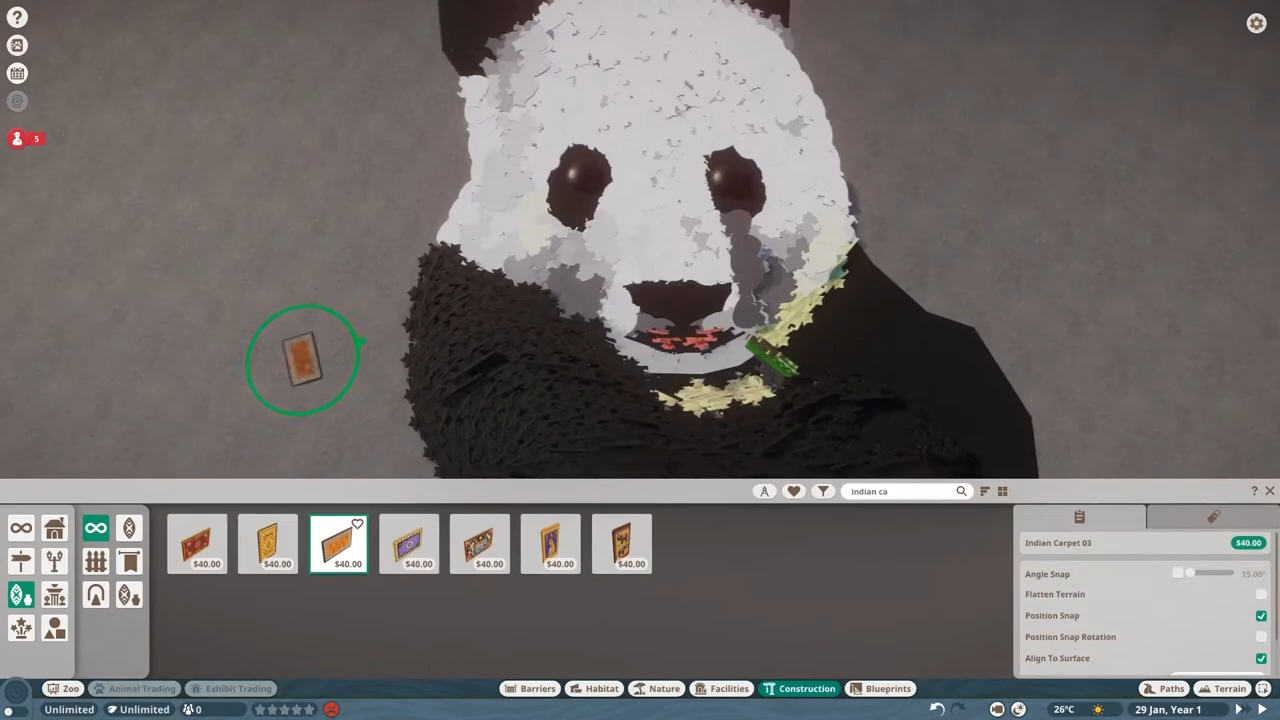 ?
5
indian ca
?
$40.00 $40.00 $40.00 $40.00 $40.00 $40.00 $40.00
Indian Carpet 03 $40.00
Angle Snap 15.00°
Flatten Terrain
Position Snap
Position Snap Rotation
Align To Surface
Zoo Animal Trading Exhibit Trading Barriers Habitat Nature Facilities Construction Blueprints Paths Terrain
Unlimited Unlimited 0 26°C 29 Jan, Year 1